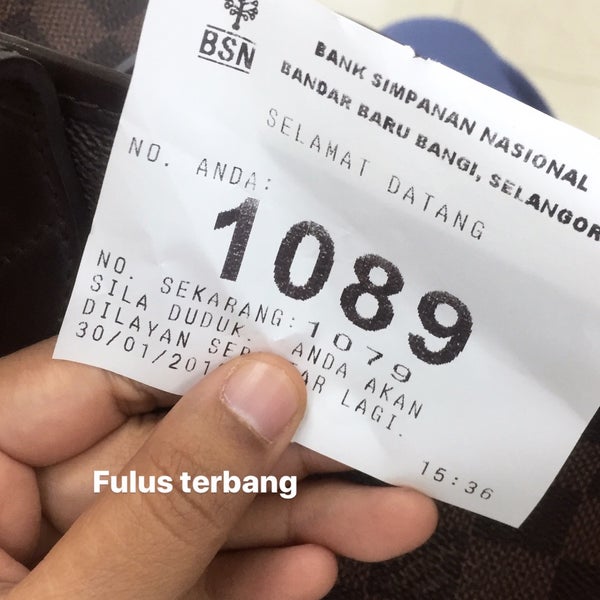 BSN
BANK SIMPANAN NASIONAL
BANDAR BARU BANGI, SELANGOR
SELAMAT DATANG
NO. ANDA:
1089
NO. SEKARANG: 1079
SILA DUDUK. ANDA AKAN
DILAYAN LAGI.
30/01/201
15:36
Fulus terbang